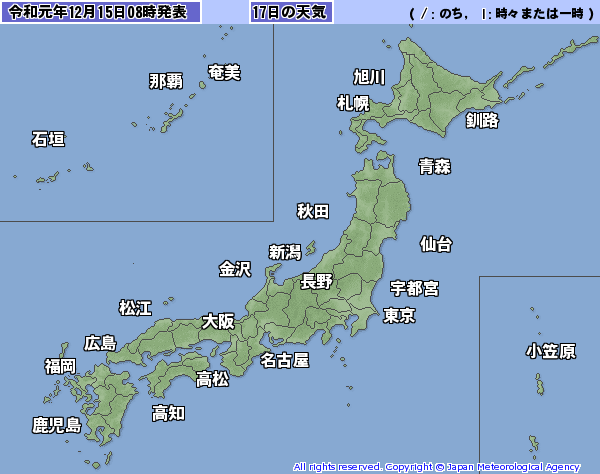 令和元年12月15日08時発表 17日の天気 ( /: のち, |: 時々または一時 )
那覇 奄美
石垣
旭川
札幌
釧路
青森
秋田
仙台
新潟
金沢
長野
宇都宮
松江
大阪
東京
広島
名古屋
福岡
高松
高知
鹿児島
小笠原
All rights reserved. Copyright © Japan Meteorological Agency